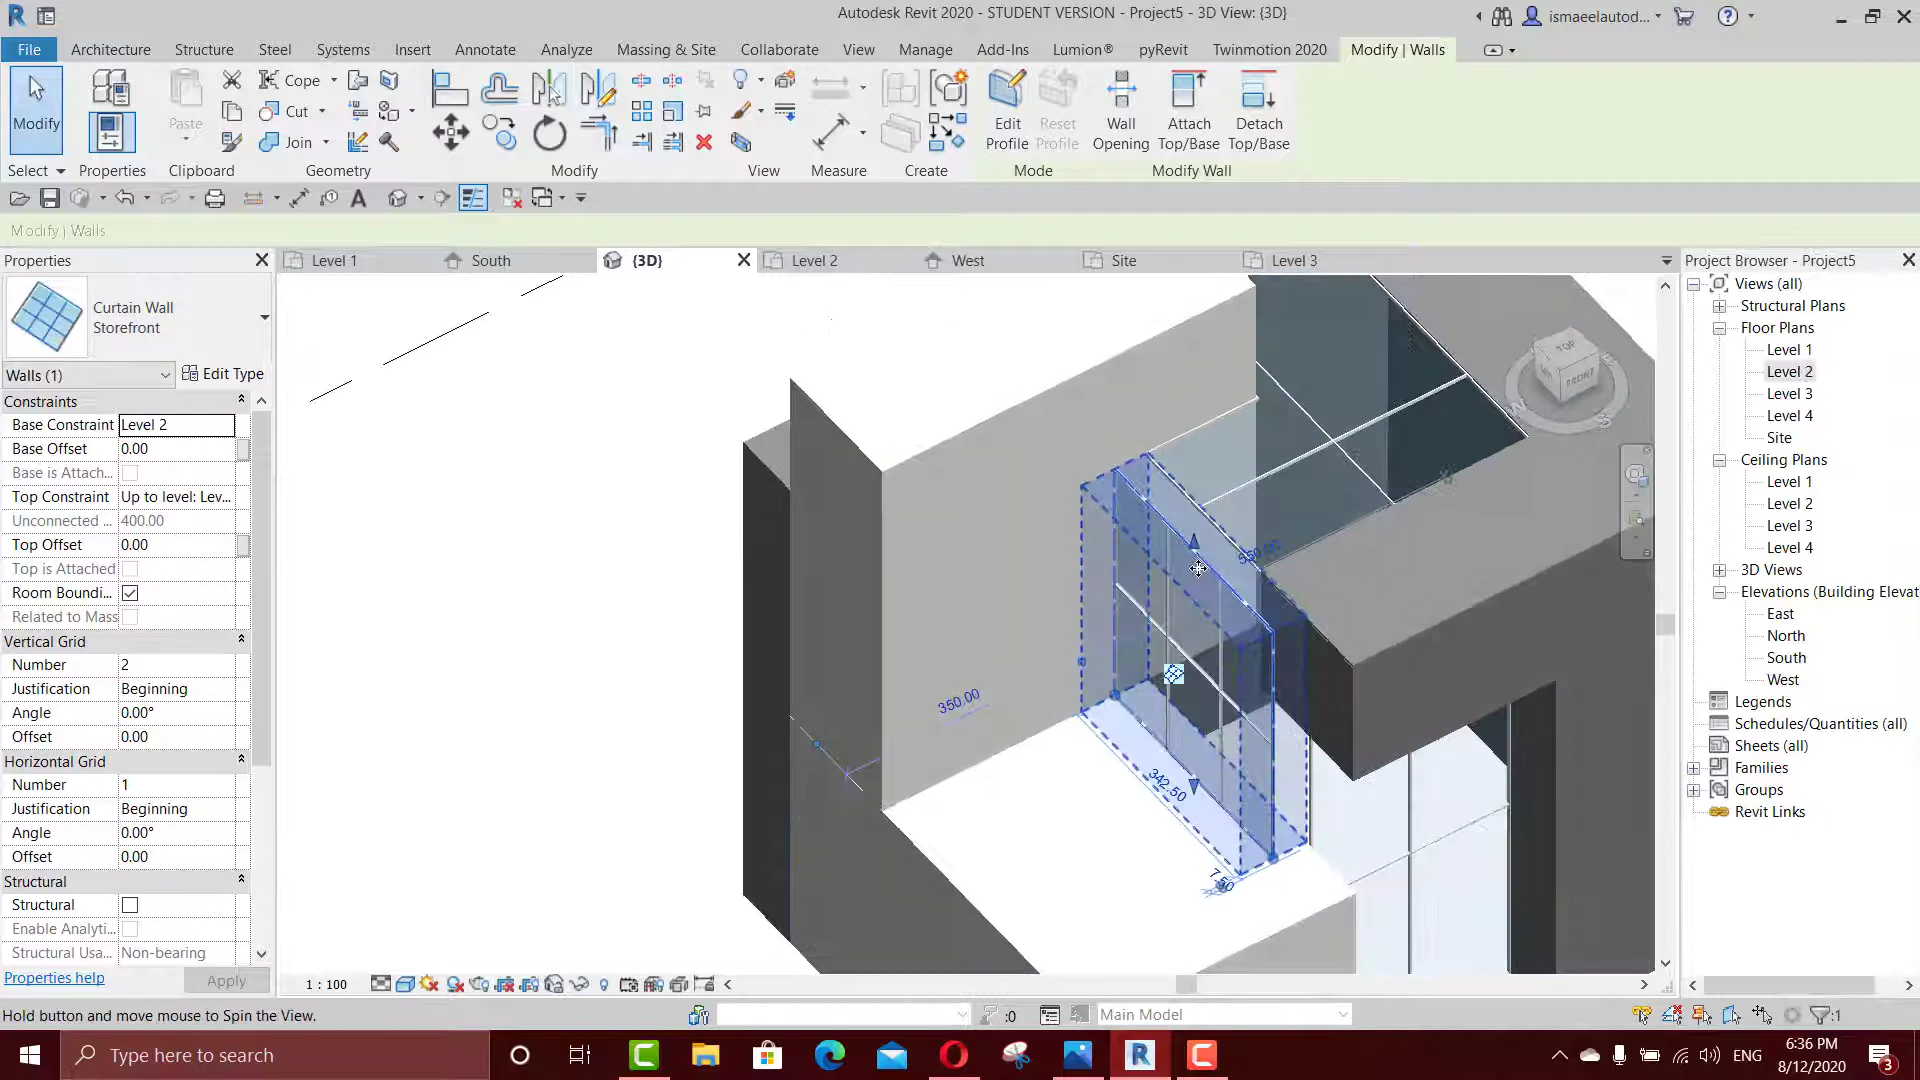 Autodesk Revit 2020 - STUDENT VERSION - Project5 - 3D View: {3D}
ismaeelautod...
File
Architecture
Structure
Steel
Systems
Insert
Annotate
Analyze
Massing & Site
Collaborate
View
Manage
Add-Ins
Lumion®
pyRevit
Twinmotion 2020
Modify | Walls
Modify
Paste
Cope
Cut
Join
Edit
Profile
Reset
Profile
Wall
Opening
Attach
Top/Base
Detach
Top/Base
Select
Properties
Clipboard
Geometry
Modify
View
Measure
Create
Mode
Modify Wall
Modify | Walls
Properties
Level 1
South
{3D}
Level 2
West
Site
Level 3
Project Browser - Project5
Curtain Wall
Storefront
Walls (1)
Edit Type
Constraints
Base Constraint Level 2
Base Offset 0.00
Base is Attach...
Top Constraint Up to level: Lev...
Unconnected ... 400.00
Top Offset 0.00
Top is Attached
Room Boundi...
Related to Mass
Vertical Grid
Number 2
Justification Beginning
Angle 0.00°
Offset 0.00
Horizontal Grid
Number 1
Justification Beginning
Angle 0.00°
Offset 0.00
Structural
Structural
Enable Analyti...
Structural Usa... Non-bearing
Properties help
Apply
550.00
350.00
342.50
7.50
TOP
FRONT
Views (all)
Structural Plans
Floor Plans
Level 1
Level 2
Level 3
Level 4
Site
Ceiling Plans
Level 1
Level 2
Level 3
Level 4
3D Views
Elevations (Building Elevat
East
North
South
West
Legends
Schedules/Quantities (all)
Sheets (all)
Families
Groups
Revit Links
1 : 100
Hold button and move mouse to Spin the View.
:0
Main Model
:1
Type here to search
ENG
6:36 PM
8/12/2020
3